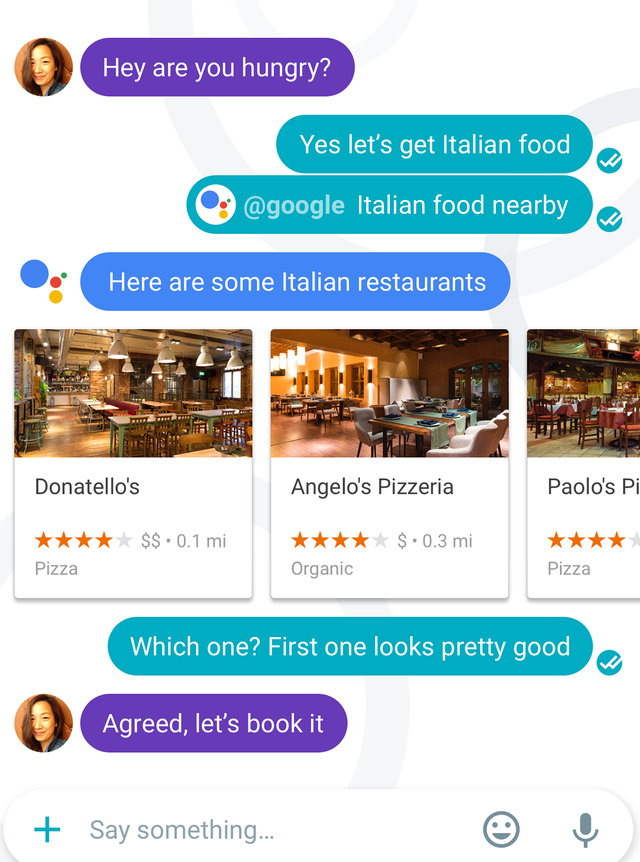 Hey are you hungry?
Yes let’s get Italian food
@google Italian food nearby
Here are some Italian restaurants
Donatello's
$$ • 0.1 mi
Pizza
Angelo's Pizzeria
$ • 0.3 mi
Organic
Paolo's Pi
Pizza
Which one? First one looks pretty good
Agreed, let’s book it
Say something...